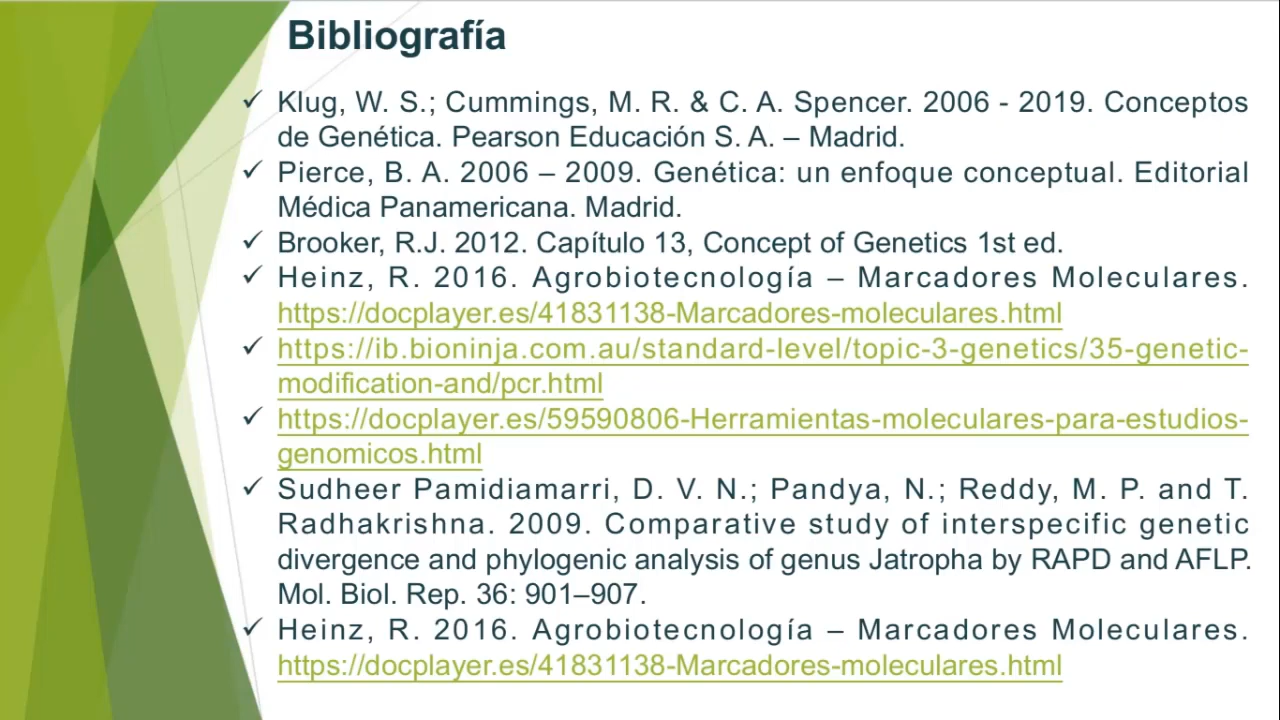 Bibliografía
✓ Klug, W. S.; Cummings, M. R. & C. A. Spencer. 2006 - 2019. Conceptos
de Genética. Pearson Educación S. A. – Madrid.
✓ Pierce, B. A. 2006 – 2009. Genética: un enfoque conceptual. Editorial
Médica Panamericana. Madrid.
✓ Brooker, R.J. 2012. Capítulo 13, Concept of Genetics 1st ed.
✓ Heinz, R. 2016. Agrobiotecnología – Marcadores Moleculares.
https://docplayer.es/41831138-Marcadores-moleculares.html
✓ https://ib.bioninja.com.au/standard-level/topic-3-genetics/35-genetic-
modification-and/pcr.html
✓ https://docplayer.es/59590806-Herramientas-moleculares-para-estudios-
genomicos.html
✓ Sudheer Pamidiamarri, D. V. N.; Pandya, N.; Reddy, M. P. and T.
Radhakrishna. 2009. Comparative study of interspecific genetic
divergence and phylogenic analysis of genus Jatropha by RAPD and AFLP.
Mol. Biol. Rep. 36: 901–907.
✓ Heinz, R. 2016. Agrobiotecnología – Marcadores Moleculares.
https://docplayer.es/41831138-Marcadores-moleculares.html